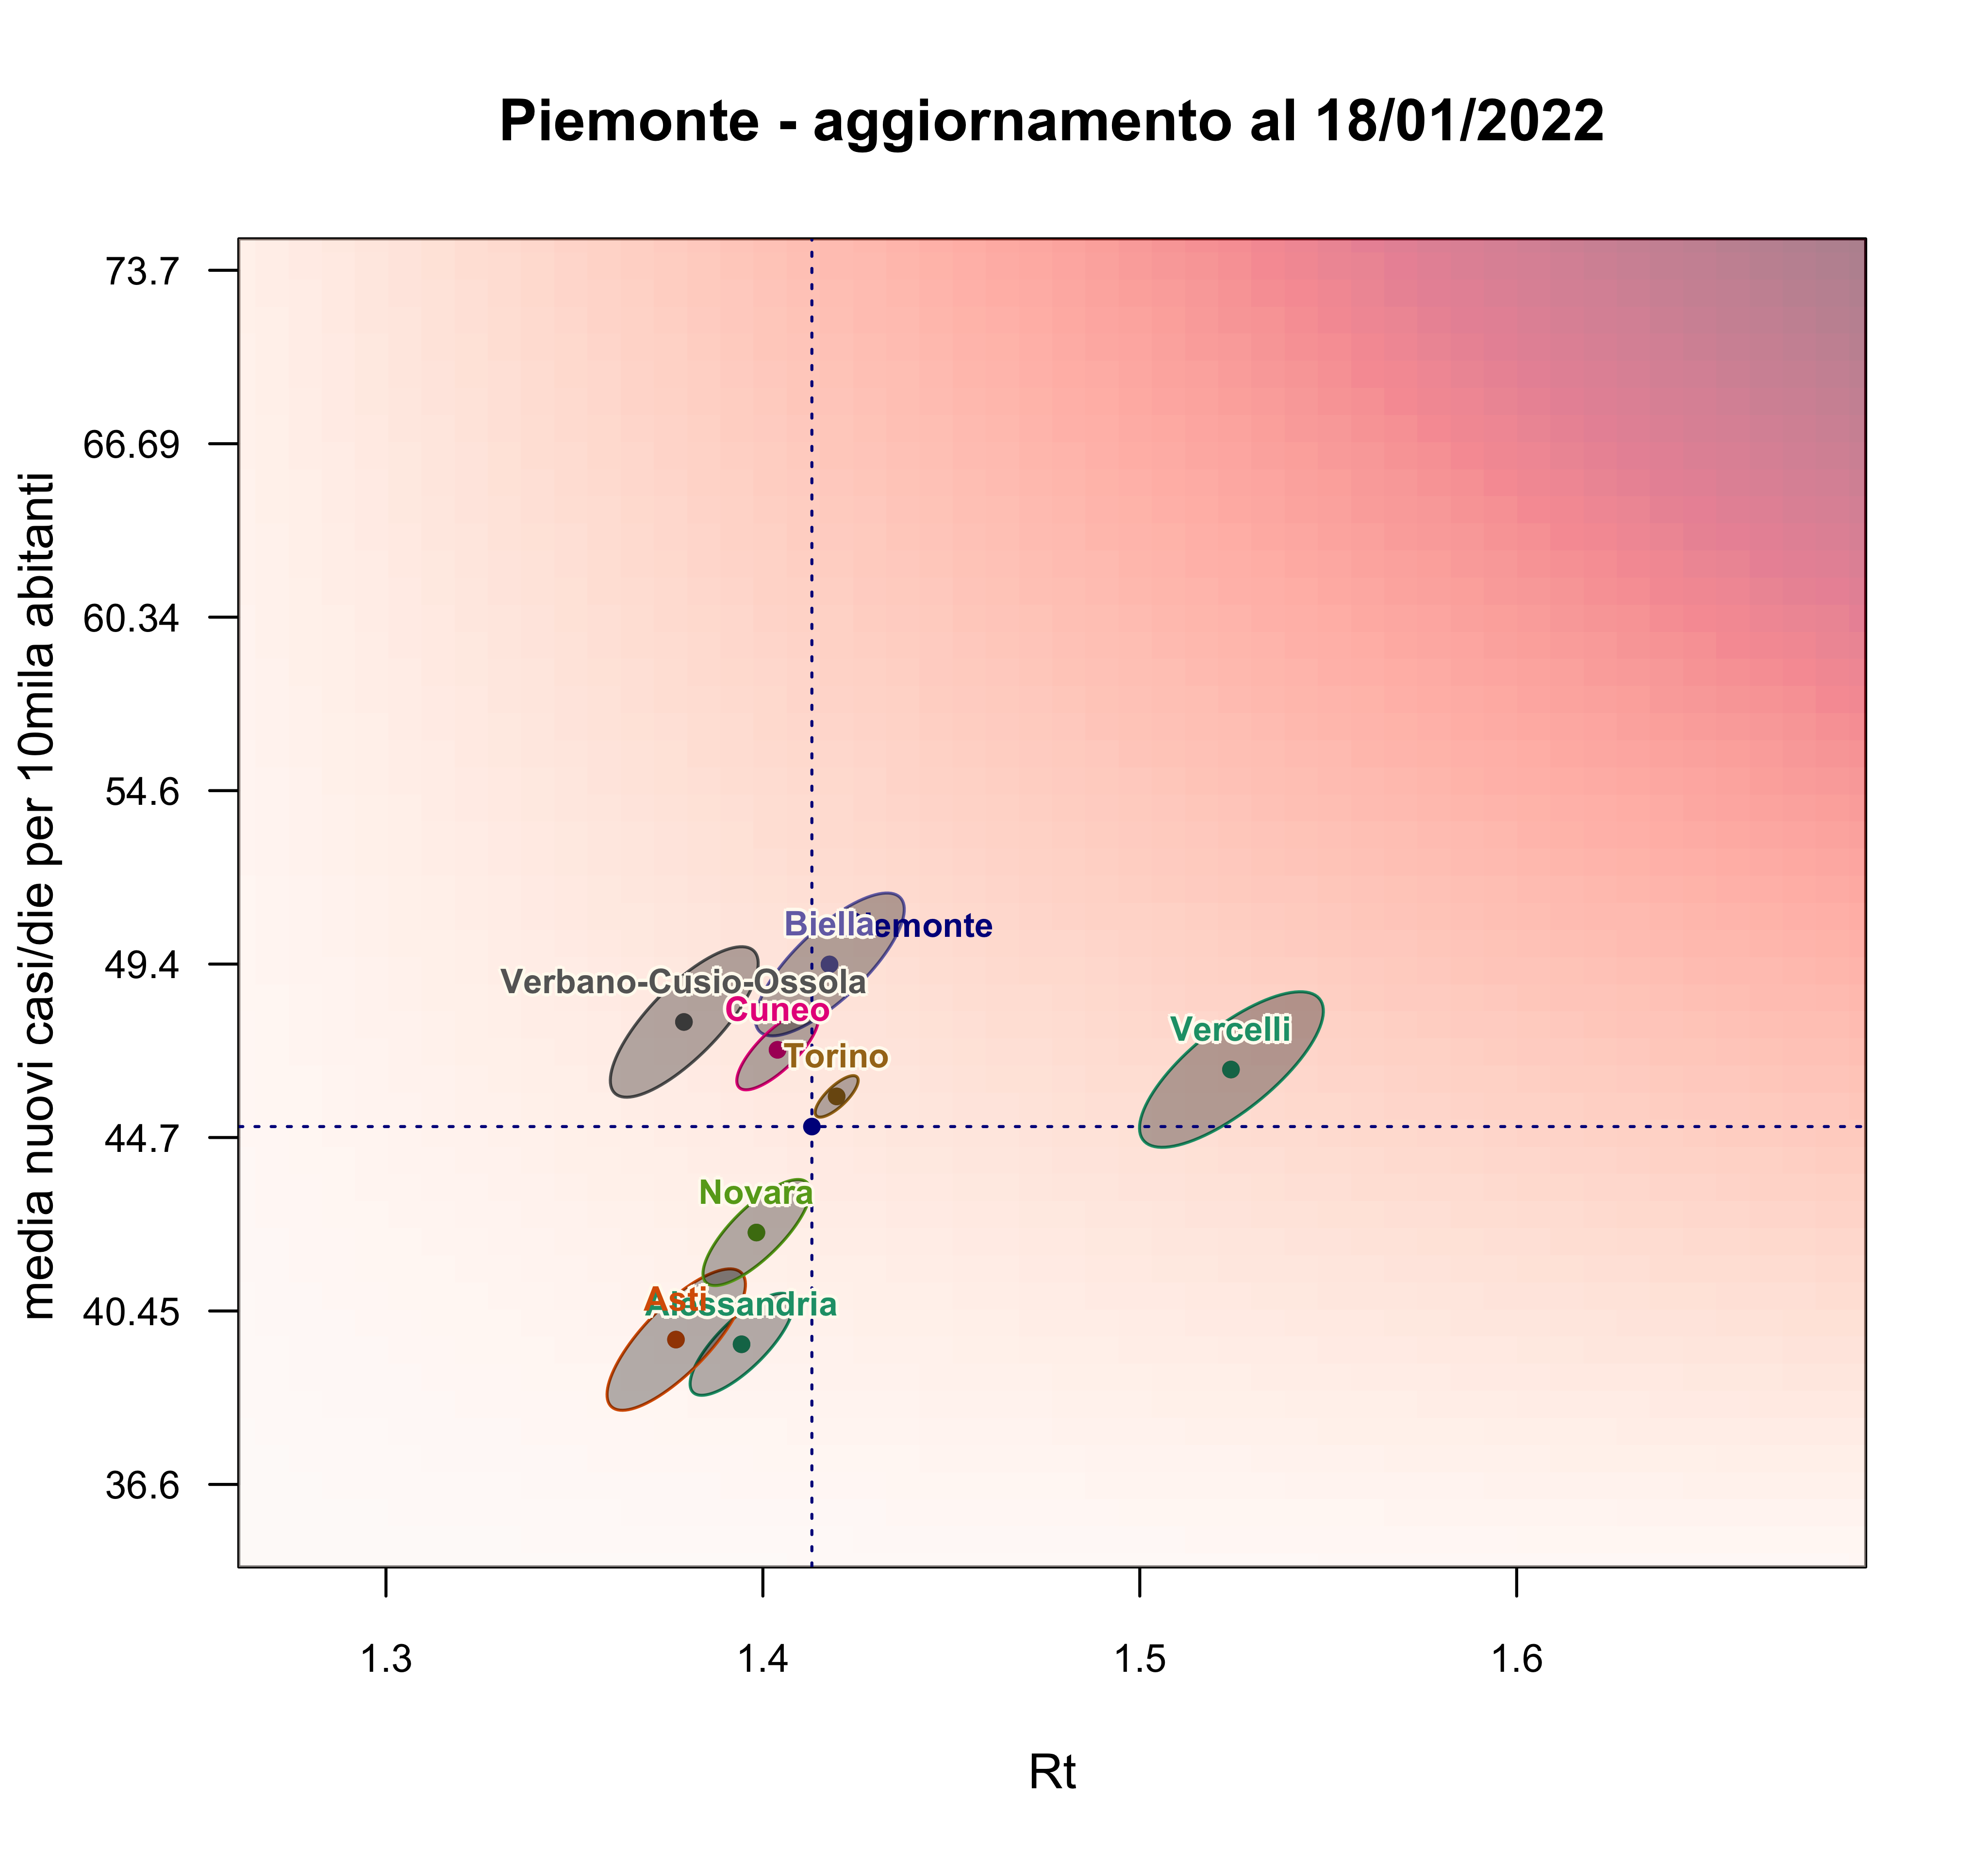 Piemonte - aggiornamento al 18/01/2022
media nuovi casi/die per 10mila abitanti
73.7
66.69
60.34
54.6
49.4
44.7
40.45
36.6
Biella
emonte
Verbano-Cusio-Ossola
Cuneo
Vercelli
Torino
Novara
Asti
Alessandria
1.3
1.4
1.5
1.6
Rt